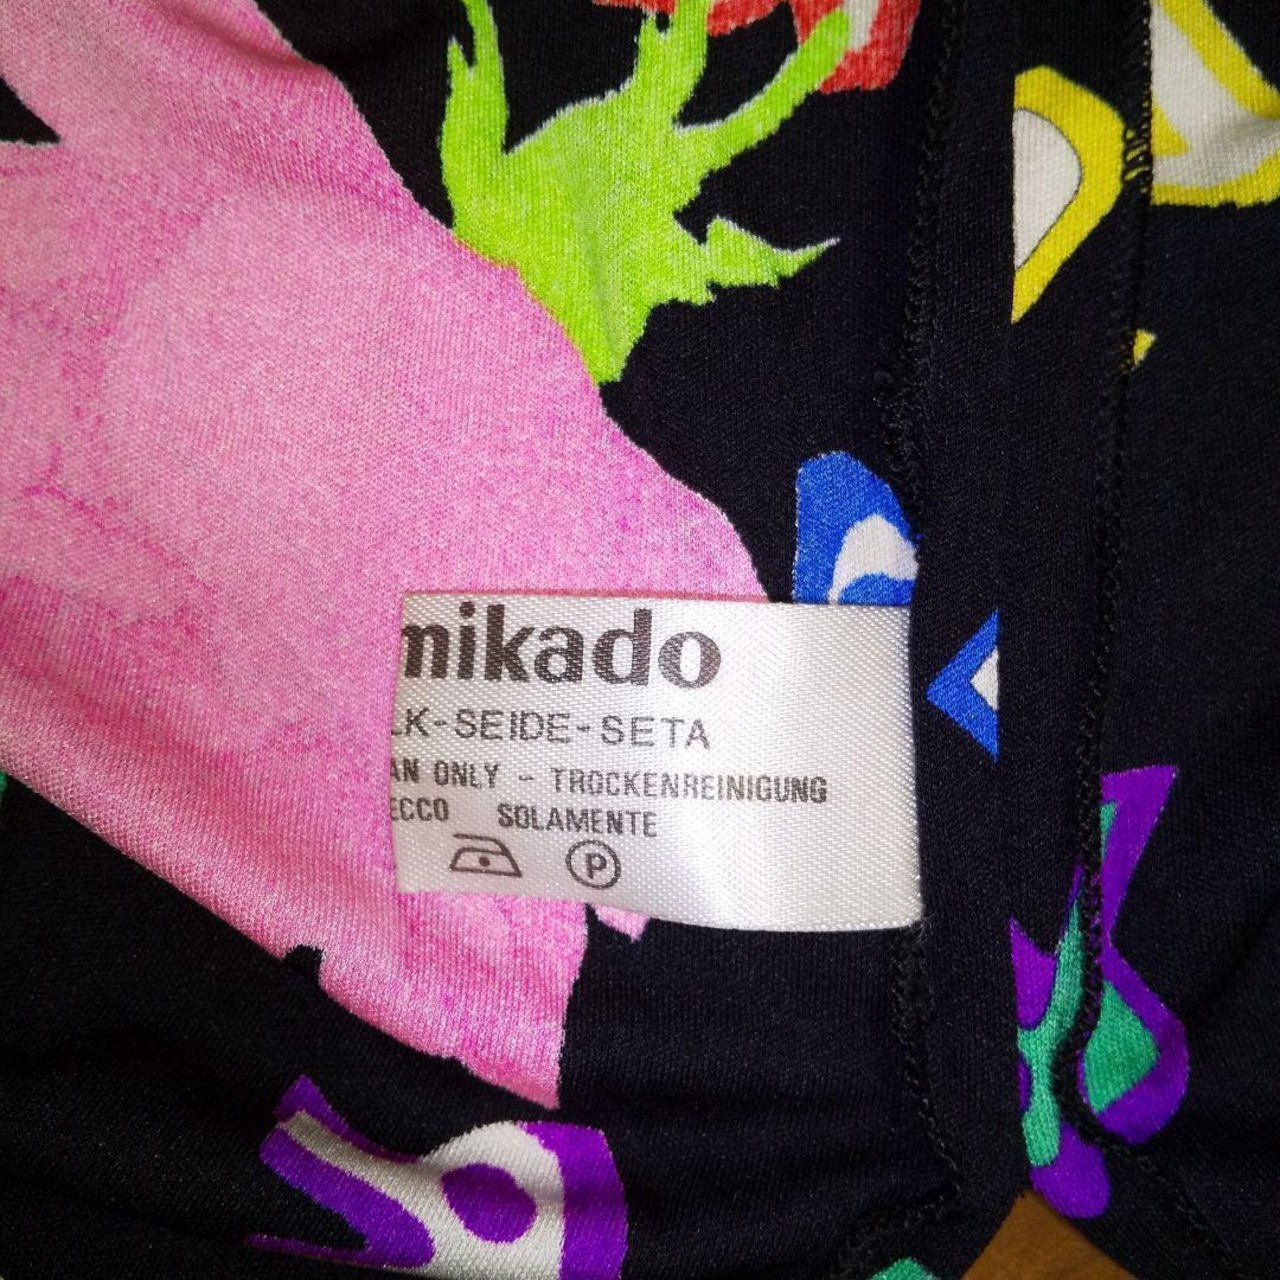 mikado
LK-SEIDE-SETA
AN ONLY - TROCKENREINIGUNG
ECCO SOLAMENTE
P